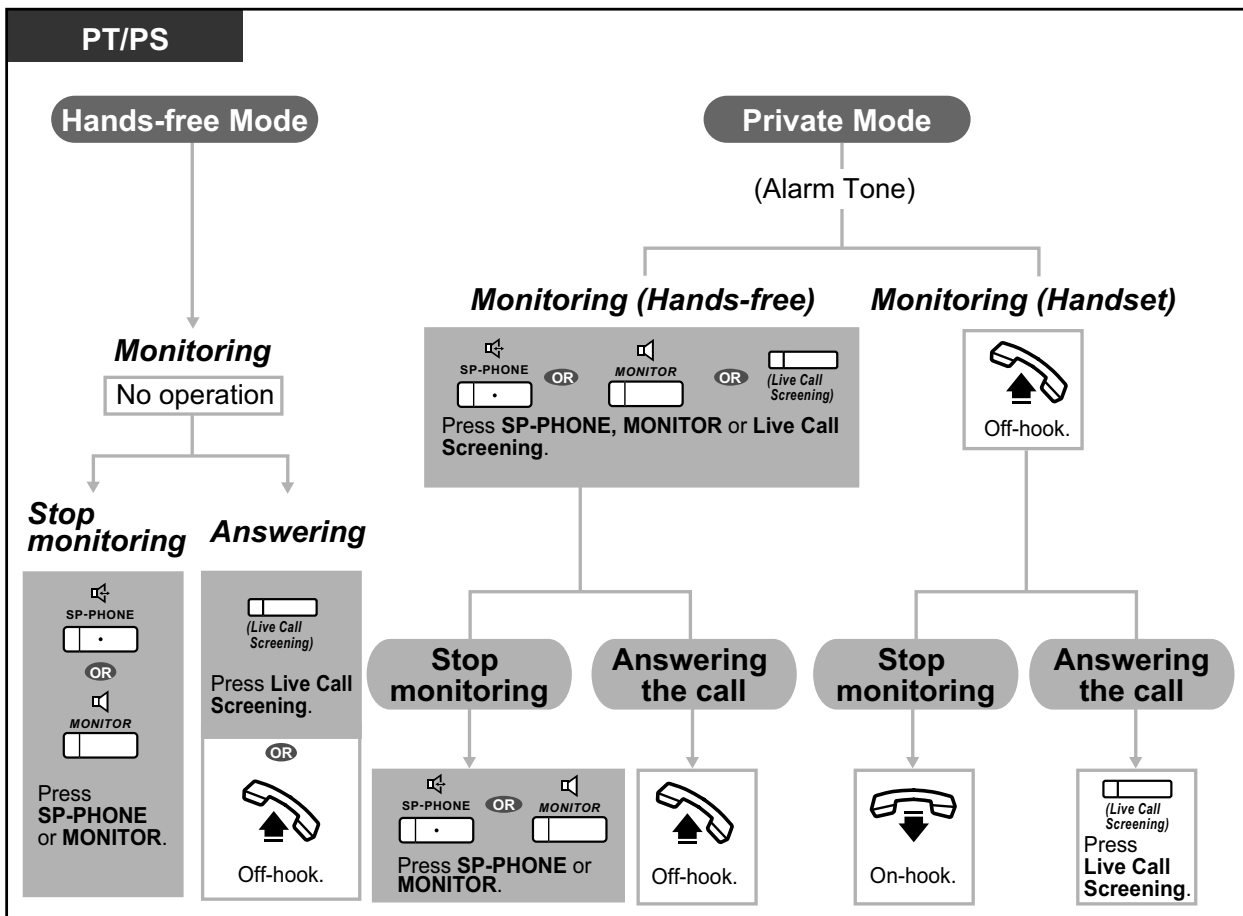 PT/PS
Hands-free Mode
Monitoring
No operation
Stop
monitoring
SP-PHONE
OR
MONITOR
Press
SP-PHONE
or MONITOR.
Answering
(Live Call
Screening)
Press Live Call
Screening.
OR
Off-hook.
Private Mode
(Alarm Tone)
Monitoring (Hands-free)
SP-PHONE OR MONITOR OR (Live Call
Screening)
Press SP-PHONE, MONITOR or Live Call
Screening.
Stop
monitoring
SP-PHONE OR MONITOR
Press SP-PHONE or
MONITOR.
Answering
the call
Off-hook.
Monitoring (Handset)
Off-hook.
Stop
monitoring
On-hook.
Answering
the call
(Live Call
Screening)
Press
Live Call
Screening.